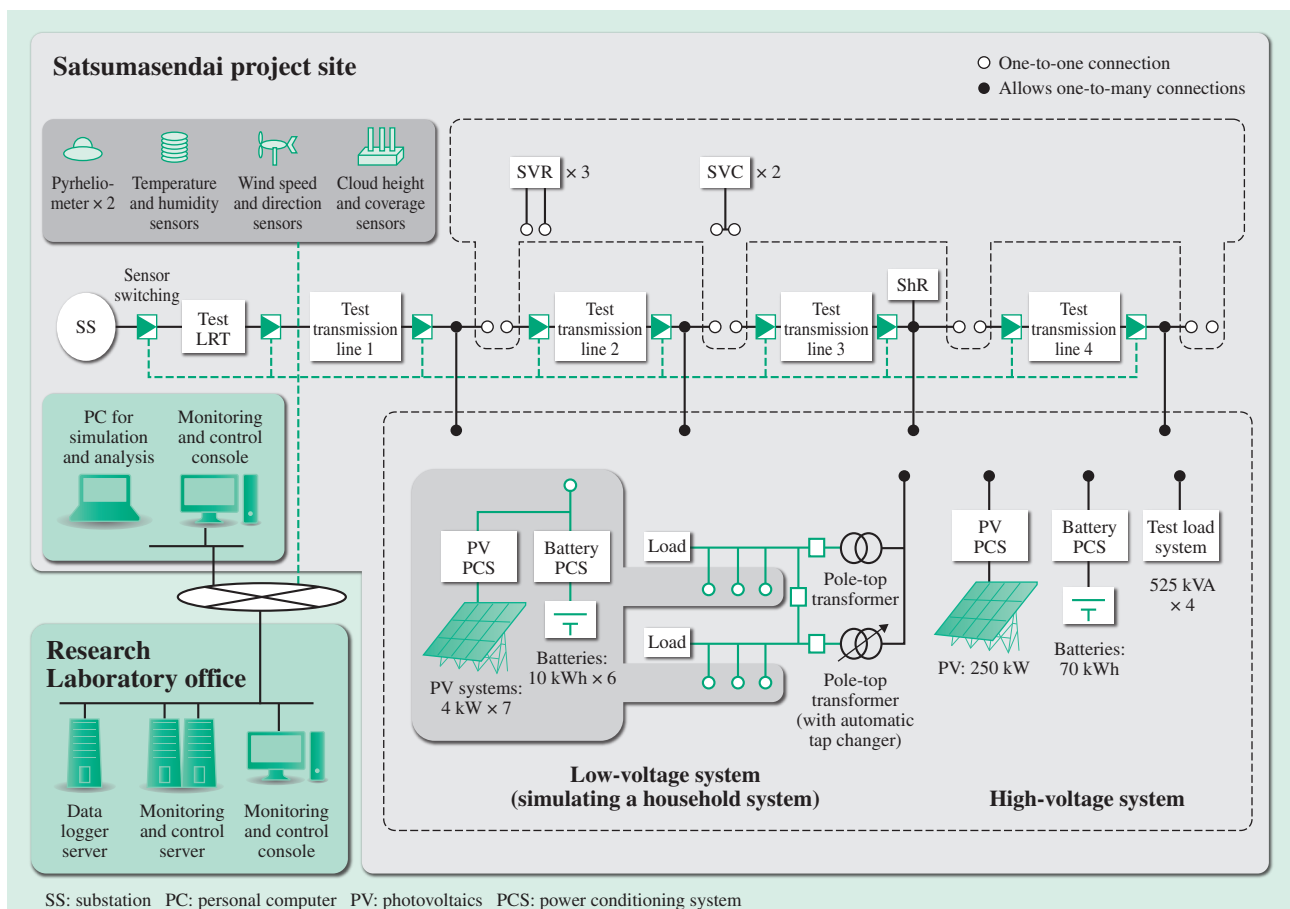 Satsumasendai project site
One-to-one connection
Allows one-to-many connections
Pyrhelio-
meter × 2
Temperature
and humidity
sensors
Wind speed
and direction
sensors
Cloud height
and coverage
sensors
SVR
× 3
SVC
× 2
Sensor
switching
SS
Test
LRT
Test
transmission
line 1
Test
transmission
line 2
Test
transmission
line 3
ShR
Test
transmission
line 4
PC for
simulation
and analysis
Monitoring
and control
console
PV
PCS
Battery
PCS
PV systems:
4 kW × 7
Batteries:
10 kWh × 6
Load
Load
Pole-top
transformer
Pole-top
transformer
(with automatic
tap changer)
PV
PCS
PV: 250 kW
Battery
PCS
Batteries:
70 kWh
Test load
system
525 kVA
× 4
Low-voltage system
(simulating a household system)
High-voltage system
Research
Laboratory office
Data
logger
server
Monitoring
and control
server
Monitoring
and control
console
SS: substation PC: personal computer PV: photovoltaics PCS: power conditioning system